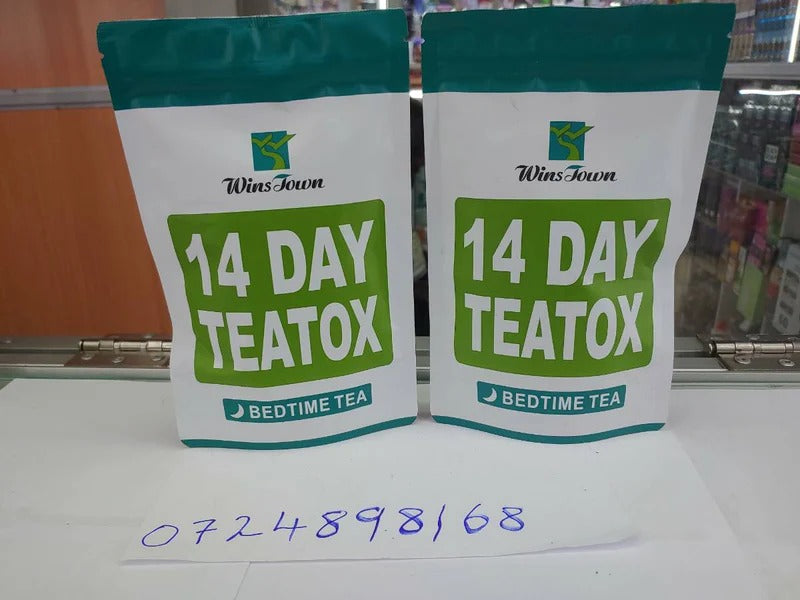 Wins Town
14 DAY
TEATOX
BEDTIME TEA
Wins Town
14 DAY
TEATOX
BEDTIME TEA
0724898168